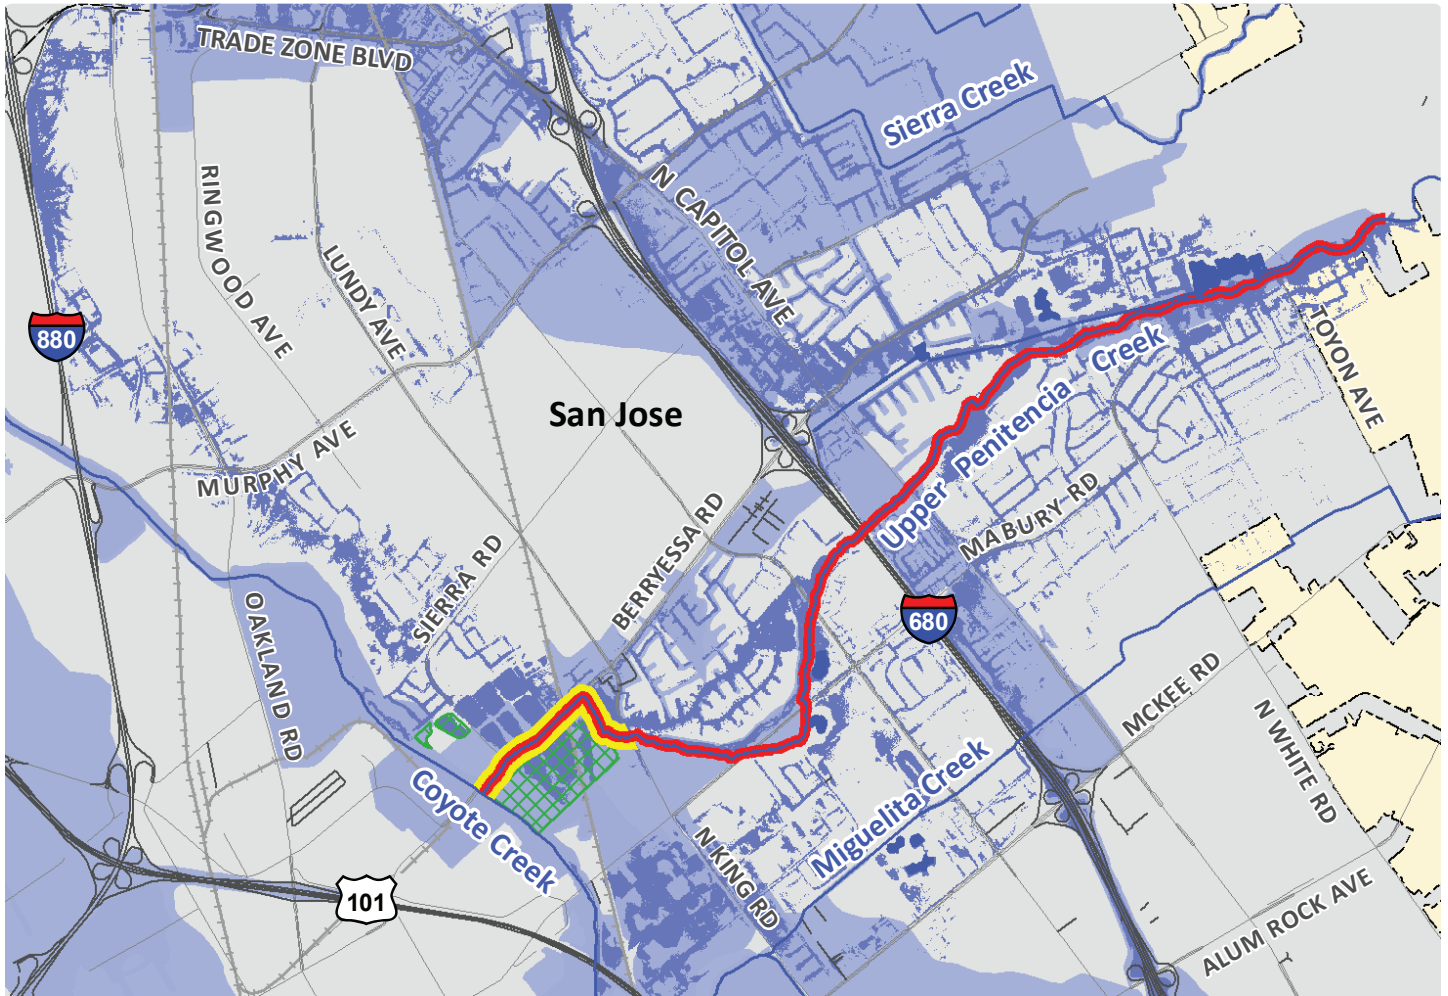 TRADE ZONE BLVD
Sierra Creek
N CAPITOL AVE
RINGWOOD AVE
LUNDY AVE
880
TOYON AVE
San Jose
Upper Penitencia Creek
MURPHY AVE
MABURY RD
BERRYESSA RD
SIERRA RD
OAKLAND RD
680
MCKEE RD
N WHITE RD
Coyote Creek
Miguelita Creek
N KING RD
101
ALUM ROCK AVE